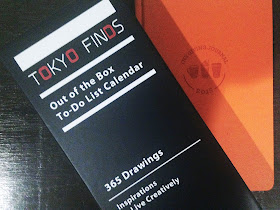 TOKYO FINDS
Out of the Box
To-Do List Calendar
365 Drawings
Inspirations
Live Creatively